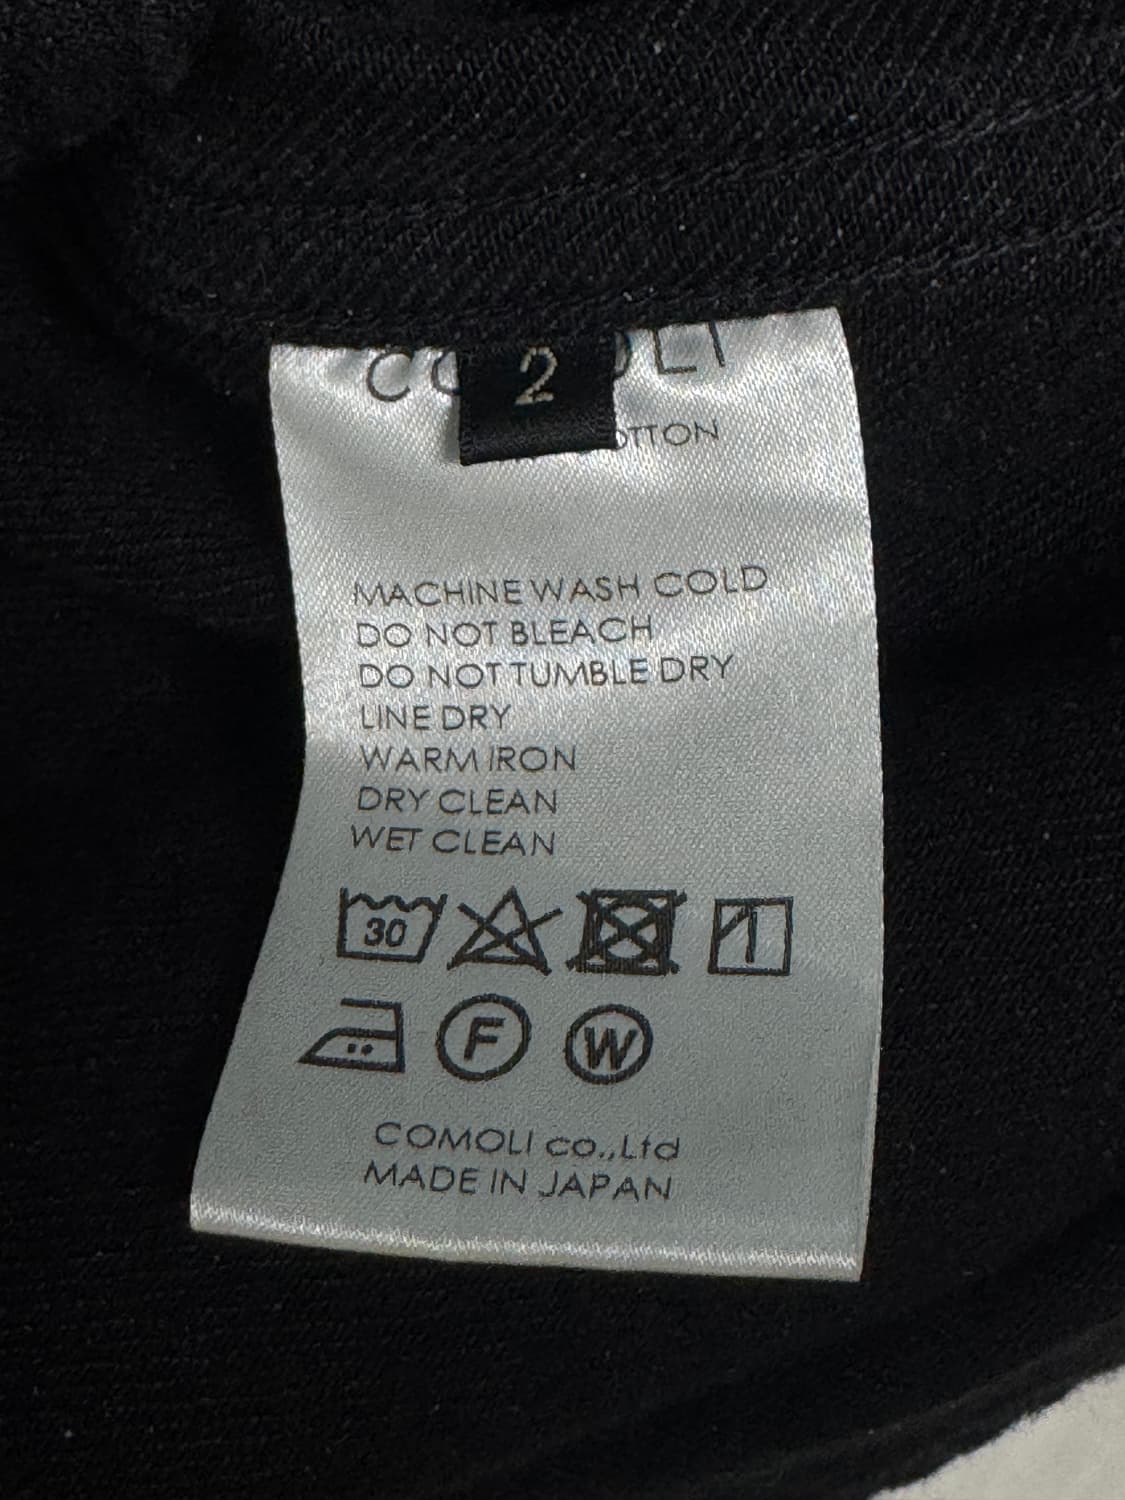 2
MACHINE WASH COLD
DO NOT BLEACH
DO NOT TUMBLE DRY
LINE DRY
WARM IRON
DRY CLEAN
WET CLEAN
30
F W
COMOLI co.,Ltd
MADE IN JAPAN